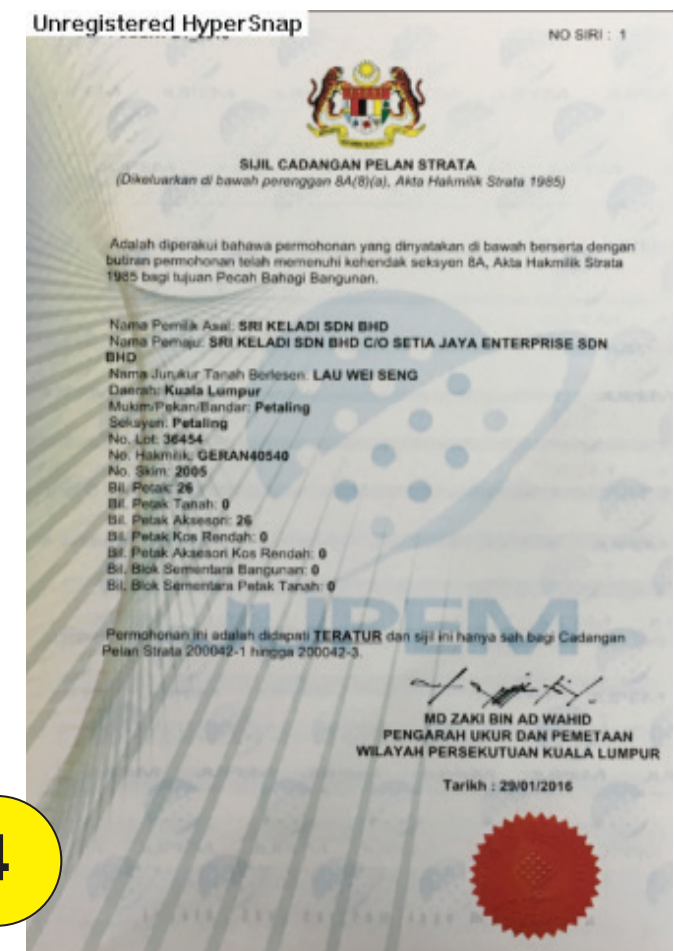 Unregistered HyperSnap
NO SIRI : 1
SIJIL CADANGAN PELAN STRATA
(Dikeluarkan di bawah perenggan 8A(8)(a), Akta Hakmilik Strata 1985)
Adalah diperakui bahawa permohonan yang dinyatakan di bawah berserta dengan
butiran permohonan telah memenuhi kehendak seksyen 8A, Akta Hakmilik Strata
1985 bagi tujuan Pecah Bahagi Bangunan.
Nama Pemilik Asal: SRI KELADI SDN BHD
Nama Pemaju: SRI KELADI SDN BHD C/O SETIA JAYA ENTERPRISE SDN
BHD
Nama Jurukur Tanah Berlesen: LAU WEI SENG
Daerah: Kuala Lumpur
Mukim/Pekan/Bandar: Petaling
Seksyen: Petaling
No. Lot: 36454
No. Hakmilik: GERAN40540
No. Skim: 2005
Bil. Petak: 26
Bil. Petak Tanah: 0
Bil. Petak Aksesori: 26
Bil. Petak Kos Rendah: 0
Bil. Petak Aksesori Kos Rendah: 0
Bil. Blok Sementara Bangunan: 0
Bil. Blok Sementara Petak Tanah: 0
JUPEM
Permohonan ini adalah didapati TERATUR dan sijil ini hanya sah bagi Cadangan
Pelan Strata 200042-1 hingga 200042-3.
MD ZAKI BIN AD WAHID
PENGARAH UKUR DAN PEMETAAN
WILAYAH PERSEKUTUAN KUALA LUMPUR
Tarikh : 29/01/2016
4